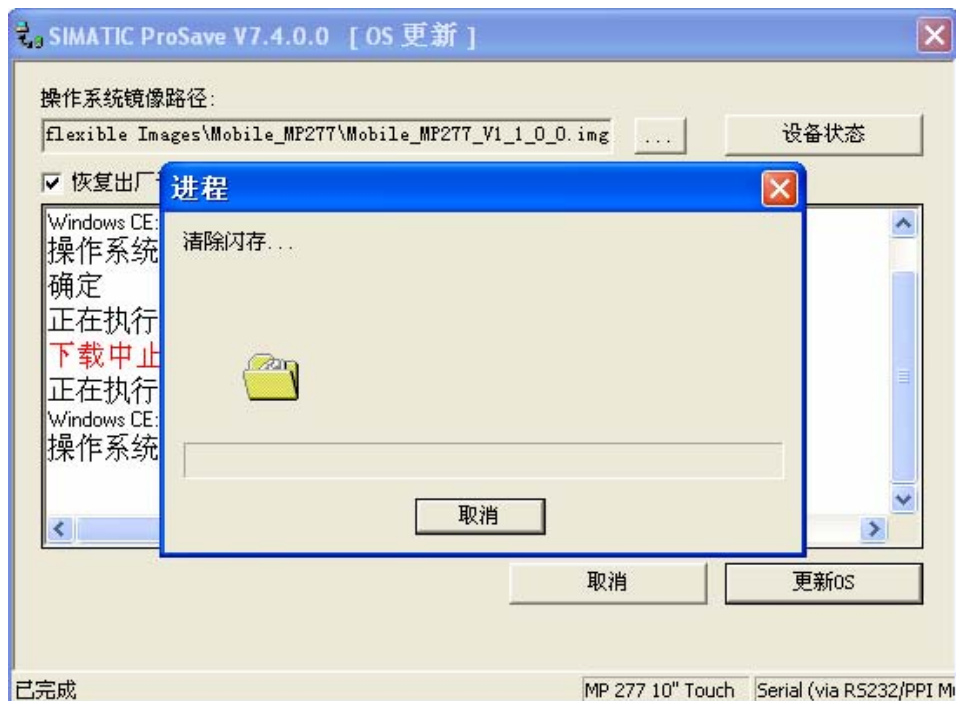 SIMATIC ProSave V7.4.0.0 [OS 更新]
操作系统镜像路径:
flexible Images\Mobile_MP277\Mobile_MP277_V1_1_0_0.img
...
设备状态
恢复出厂
进程
清除闪存...
Windows CE:
操作系统
确定
正在执行
下载中止
正在执行
Windows CE:
操作系统
取消
取消
更新OS
已完成
MP 277 10" Touch
Serial (via RS232/PPI M